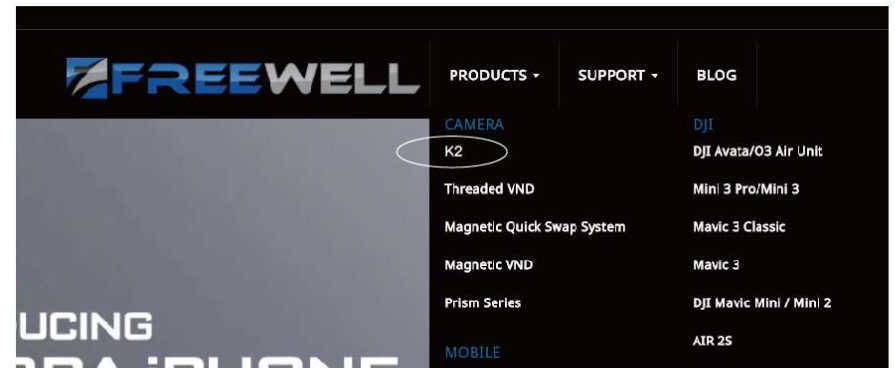 FREEWELL
PRODUCTS
SUPPORT
BLOG
CAMERA
K2
Threaded VND
Magnetic Quick Swap System
Magnetic VND
Prism Series
MOBILE
DJI
DJI Avata/O3 Air Unit
Mini 3 Pro/Mini 3
Mavic 3 Classic
Mavic 3
DJI Mavic Mini / Mini 2
AIR 2S
UCING